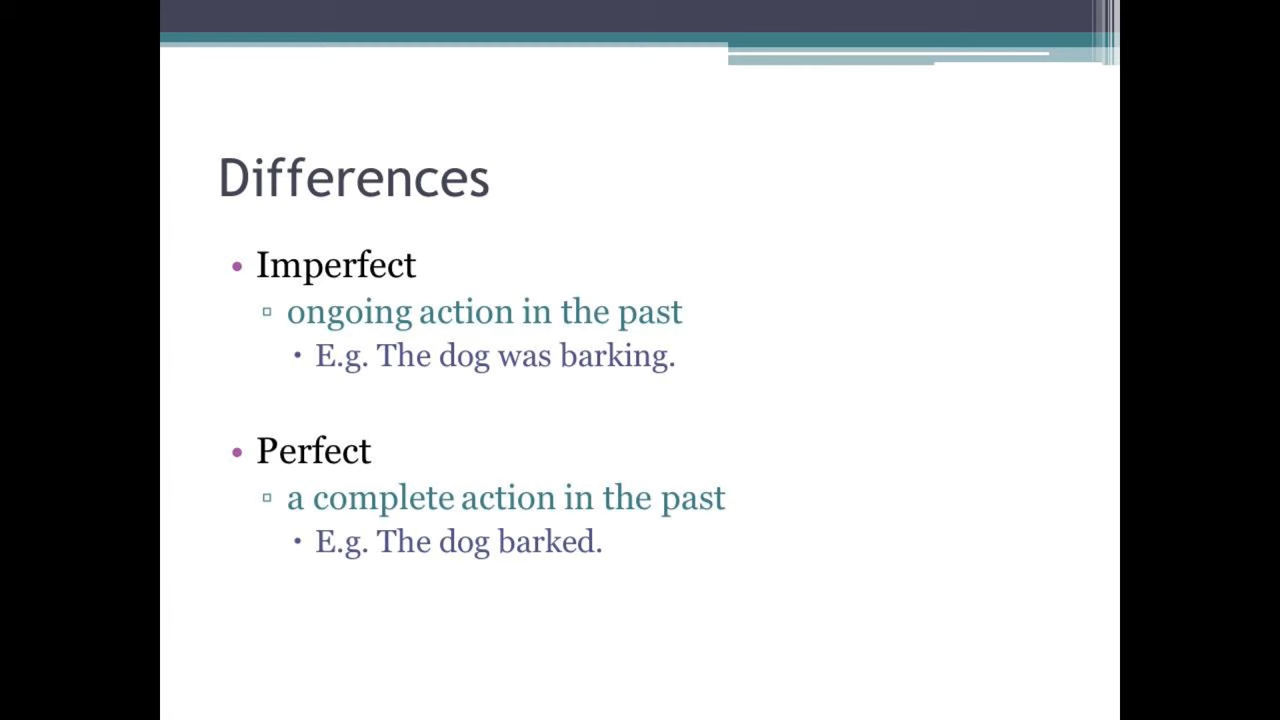 Differences
• Imperfect
▫ ongoing action in the past
▪ E.g. The dog was barking.
• Perfect
▫ a complete action in the past
▪ E.g. The dog barked.